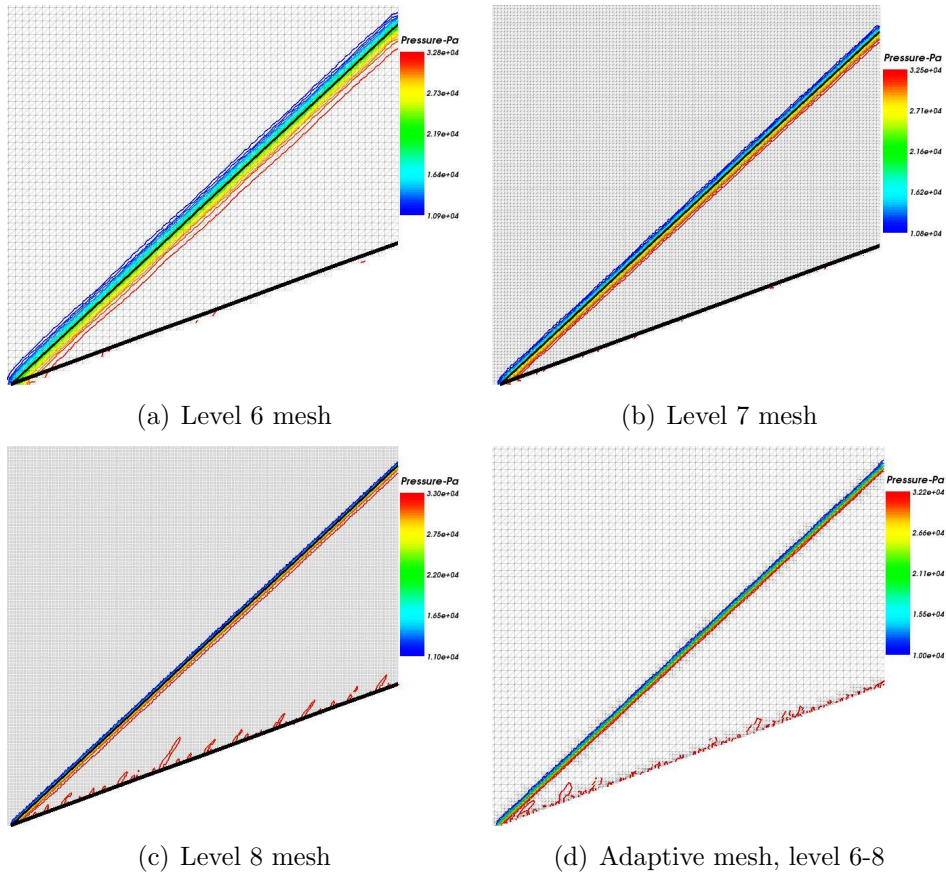 Pressure-Pa
3.28e+04
2.73e+04
2.19e+04
1.64e+04
1.09e+04
(a) Level 6 mesh
Pressure-Pa
3.25e+04
2.71e+04
2.16e+04
1.62e+04
1.08e+04
(b) Level 7 mesh
Pressure-Pa
3.30e+04
2.75e+04
2.20e+04
1.65e+04
1.10e+04
(c) Level 8 mesh
Pressure-Pa
3.22e+04
2.66e+04
2.11e+04
1.55e+04
1.00e+04
(d) Adaptive mesh, level 6-8